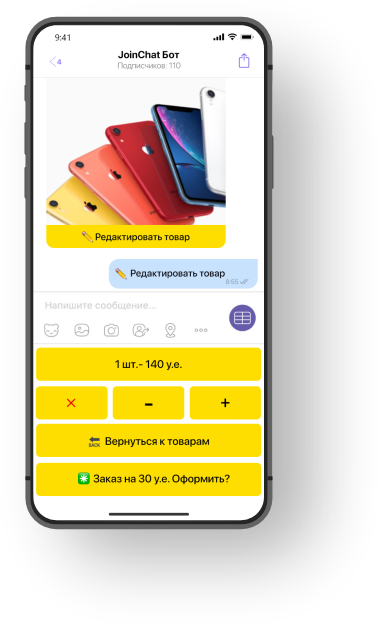 9:41
4
JoinChat Бот
Подписчиков: 110
✏️ Редактировать товар
✏️ Редактировать товар
8:55
Напишите сообщение...
1 шт.- 140 у.е.
× - +
BACK Вернуться к товарам
✳️ Заказ на 30 у.е. Оформить?